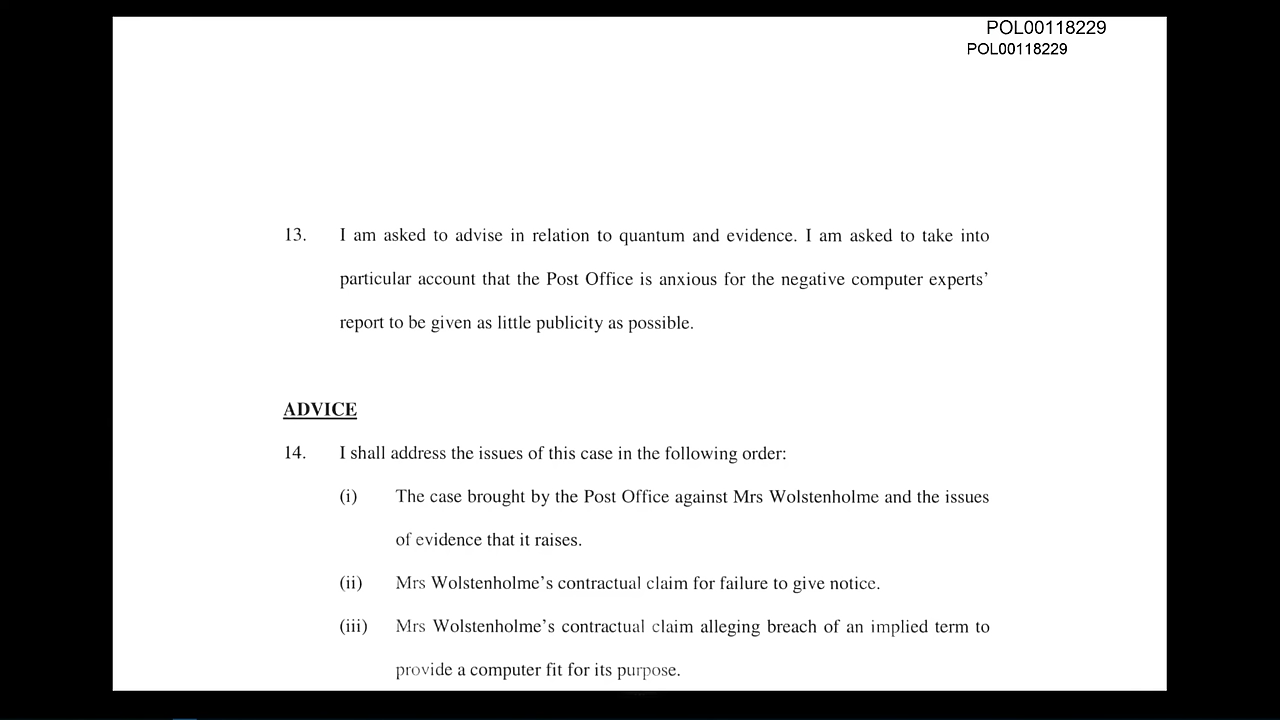 POL00118229
POL00118229
13. I am asked to advise in relation to quantum and evidence. I am asked to take into
particular account that the Post Office is anxious for the negative computer experts’
report to be given as little publicity as possible.
ADVICE
14. I shall address the issues of this case in the following order:
(i) The case brought by the Post Office against Mrs Wolstenholme and the issues
of evidence that it raises.
(ii) Mrs Wolstenholme’s contractual claim for failure to give notice.
(iii) Mrs Wolstenholme’s contractual claim alleging breach of an implied term to
provide a computer fit for its purpose.